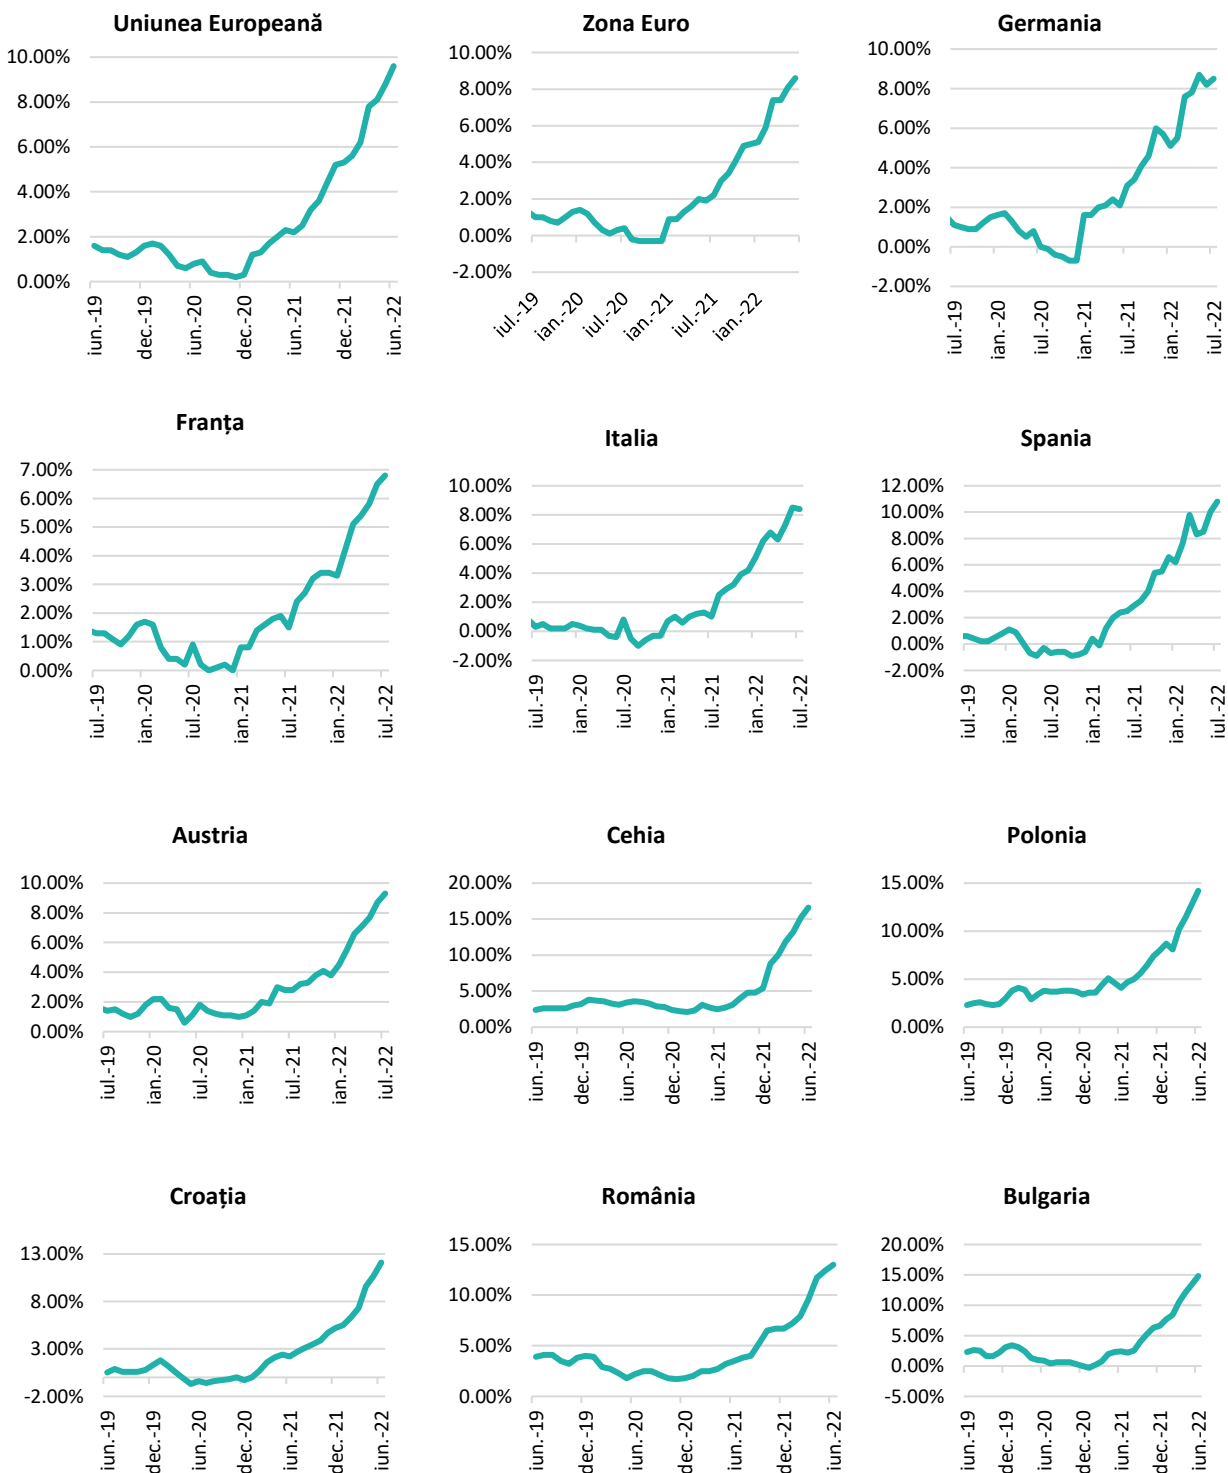 Uniunea Europeană
10.00%
8.00%
6.00%
4.00%
2.00%
0.00%
iun.-19
dec.-19
iun.-20
dec.-20
iun.-21
dec.-21
iun.-22
Zona Euro
10.00%
8.00%
6.00%
4.00%
2.00%
0.00%
-2.00%
iul.-19
ian.-20
iul.-20
ian.-21
iul.-21
ian.-22
Germania
10.00%
8.00%
6.00%
4.00%
2.00%
0.00%
-2.00%
iul.-19
ian.-20
iul.-20
ian.-21
iul.-21
ian.-22
iul.-22
Franța
7.00%
6.00%
5.00%
4.00%
3.00%
2.00%
1.00%
0.00%
iul.-19
ian.-20
iul.-20
ian.-21
iul.-21
ian.-22
iul.-22
Italia
10.00%
8.00%
6.00%
4.00%
2.00%
0.00%
-2.00%
iul.-19
ian.-20
iul.-20
ian.-21
iul.-21
ian.-22
iul.-22
Spania
12.00%
10.00%
8.00%
6.00%
4.00%
2.00%
0.00%
-2.00%
iul.-19
ian.-20
iul.-20
ian.-21
iul.-21
ian.-22
iul.-22
Austria
10.00%
8.00%
6.00%
4.00%
2.00%
0.00%
iul.-19
ian.-20
iul.-20
ian.-21
iul.-21
ian.-22
iul.-22
Cehia
20.00%
15.00%
10.00%
5.00%
0.00%
iun.-19
dec.-19
iun.-20
dec.-20
iun.-21
dec.-21
iun.-22
Polonia
15.00%
10.00%
5.00%
0.00%
iun.-19
dec.-19
iun.-20
dec.-20
iun.-21
dec.-21
iun.-22
Croația
13.00%
8.00%
3.00%
-2.00%
iun.-19
dec.-19
iun.-20
dec.-20
iun.-21
dec.-21
iun.-22
România
15.00%
10.00%
5.00%
0.00%
iun.-19
dec.-19
iun.-20
dec.-20
iun.-21
dec.-21
iun.-22
Bulgaria
20.00%
15.00%
10.00%
5.00%
0.00%
-5.00%
iun.-19
dec.-19
iun.-20
dec.-20
iun.-21
dec.-21
iun.-22